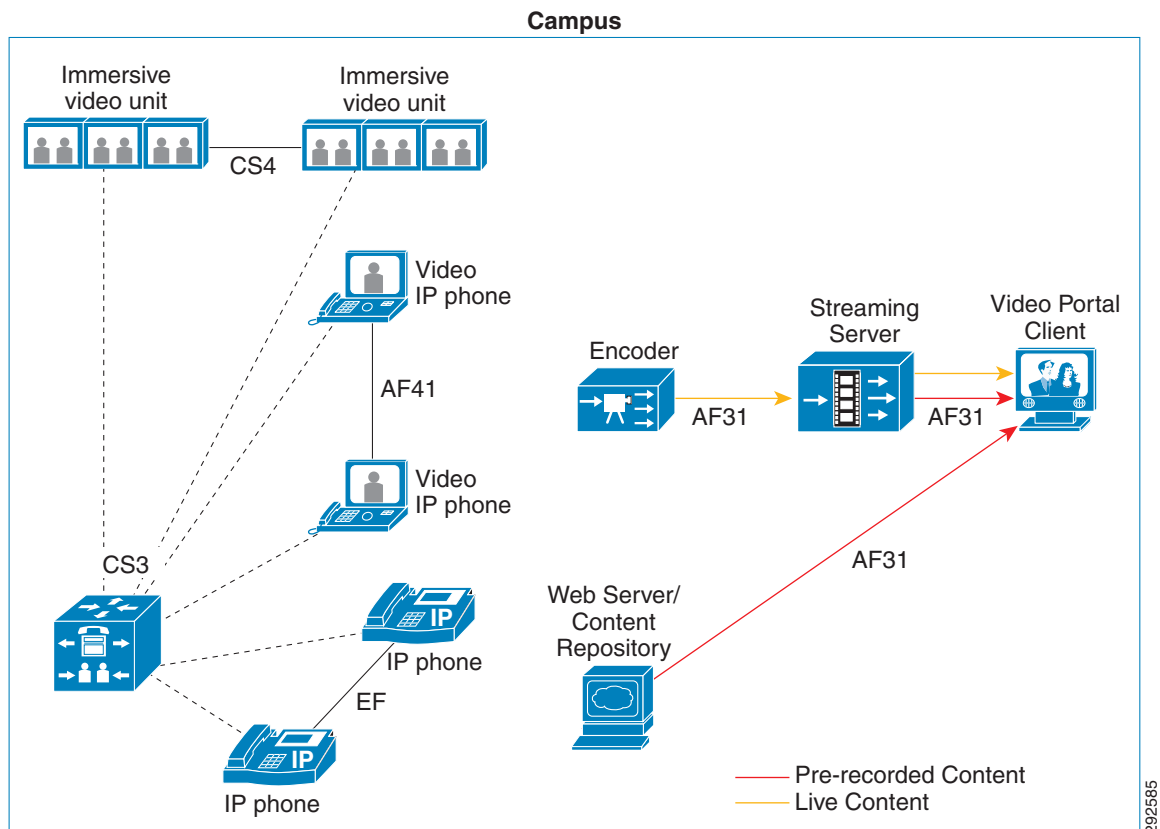 Campus
Immersive
video unit
Immersive
video unit
CS4
Video
IP phone
AF41
Video
IP phone
CS3
IP
IP phone
EF
IP
IP phone
Encoder
AF31
Streaming
Server
AF31
Video Portal
Client
AF31
Web Server/
Content
Repository
Pre-recorded Content
Live Content
292585